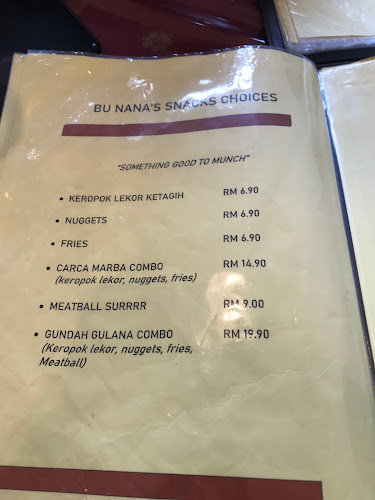 BU NANA'S SNACKS CHOICES
"SOMETHING GOOD TO MUNCH"
• KEROPOK LEKOR KETAGIH RM 6.90
• NUGGETS RM 6.90
• FRIES RM 6.90
• CARCA MARBA COMBO RM 14.90
(keropok lekor, nuggets, fries)
• MEATBALL SURRRR RM 9.00
• GUNDAH GULANA COMBO RM 19.90
(Keropok lekor, nuggets, fries,
Meatball)